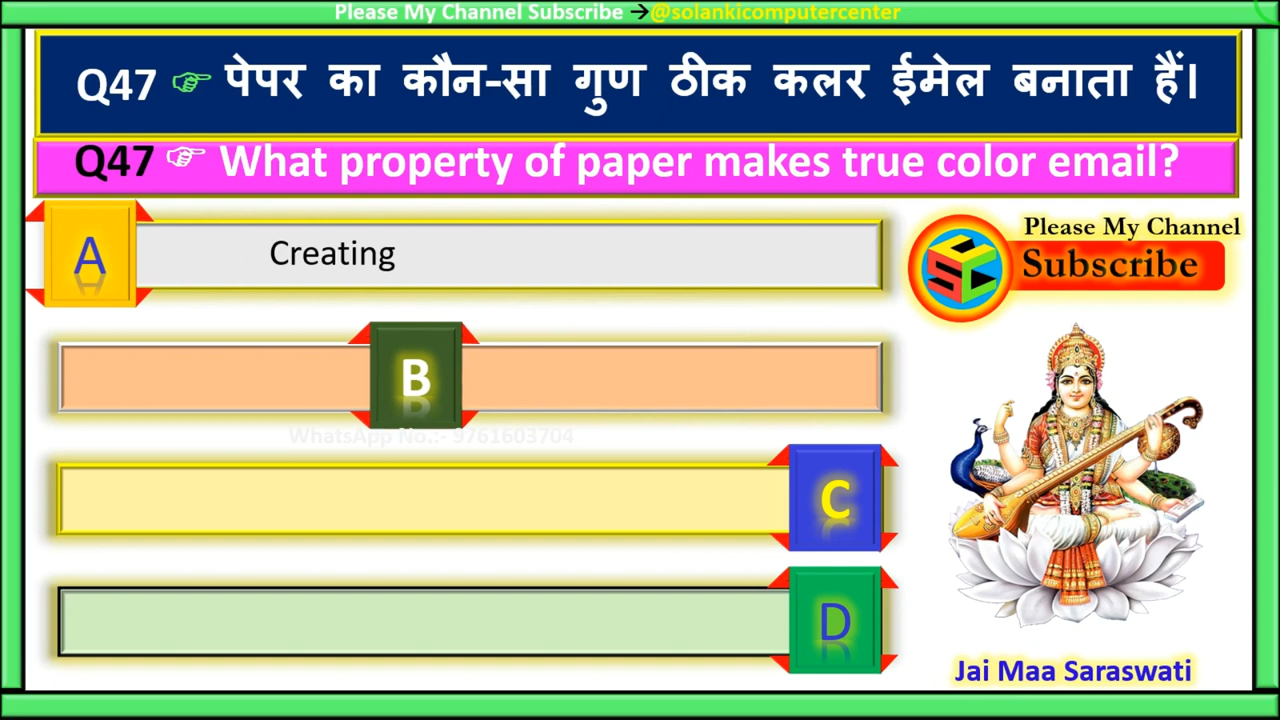 Please My Channel Subscribe →@solankicomputercenter
Q47 👉 पेपर का कौन-सा गुण ठीक कलर ईमेल बनाता हैं।
Q47 👉 What property of paper makes true color email?
A Creating
Please My Channel
Subscribe
SCC
B
WhatsApp No.:- 9761603704
C
D
Jai Maa Saraswati